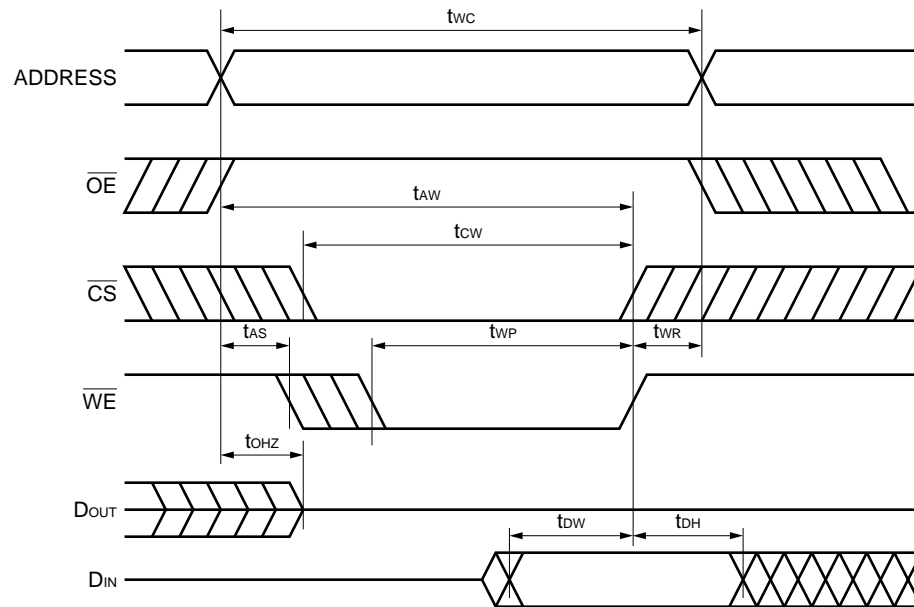 tWC
ADDRESS
OE
tAW
tCW
CS
tAS
tWP
tWR
WE
tOHZ
DOUT
tDW
tDH
DIN